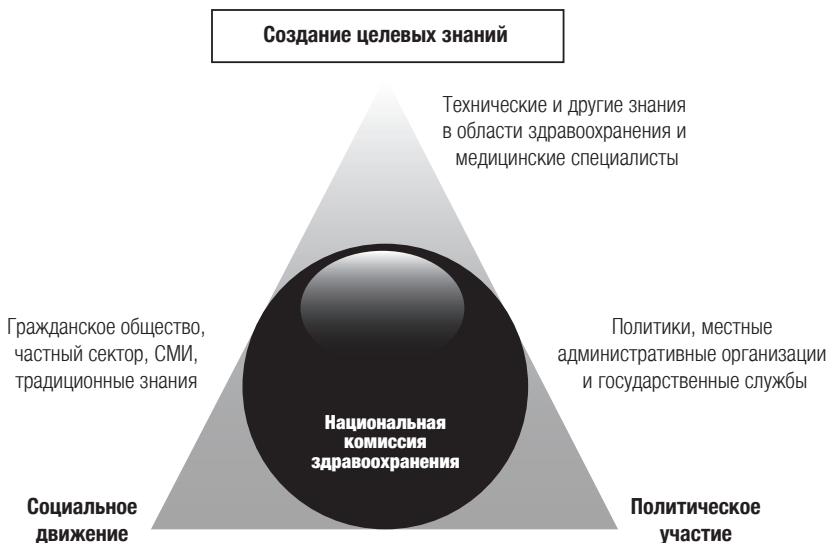 Создание целевых знаний
Технические и другие знания
в области здравоохранения и
медицинские специалисты
Гражданское общество,
частный сектор, СМИ,
традиционные знания
Политики, местные
административные организации
и государственные службы
Национальная
комиссия
здравоохранения
Социальное
движение
Политическое
участие